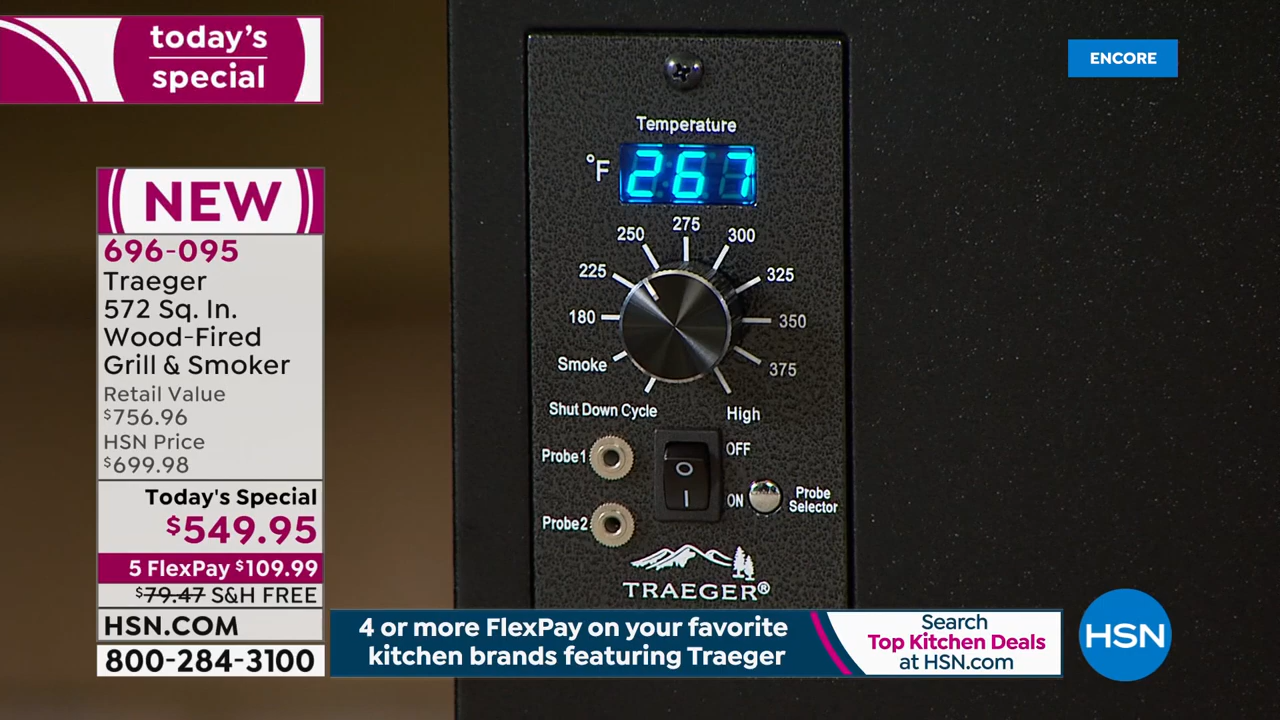 today's
special
ENCORE
NEW
696-095
Traeger
572 Sq. In.
Wood-Fired
Grill & Smoker
Retail Value
$756.96
HSN Price
$699.98
Today's Special
$549.95
5 FlexPay $109.99
$79.47 S&H FREE
HSN.COM
800-284-3100
Temperature
°F 267
275
250
300
225
325
180
350
Smoke
375
Shut Down Cycle
High
OFF
Probe1
O
I
ON
Probe
Selector
Probe2
TRAEGER®
4 or more FlexPay on your favorite
kitchen brands featuring Traeger
Search
Top Kitchen Deals
at HSN.com
HSN